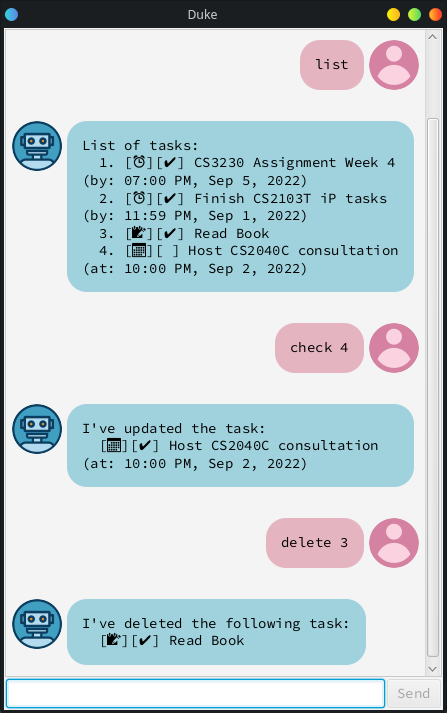 Duke
list
List of tasks:
1. [⏰][✔] CS3230 Assignment Week 4
(by: 07:00 PM, Sep 5, 2022)
2. [⏰][✔] Finish CS2103T iP tasks
(by: 11:59 PM, Sep 1, 2022)
3. [📝][✔] Read Book
4. [📅][ ] Host CS2040C consultation
(at: 10:00 PM, Sep 2, 2022)
check 4
I've updated the task:
[📅][✔] Host CS2040C consultation
(at: 10:00 PM, Sep 2, 2022)
delete 3
I've deleted the following task:
[📝][✔] Read Book
Send